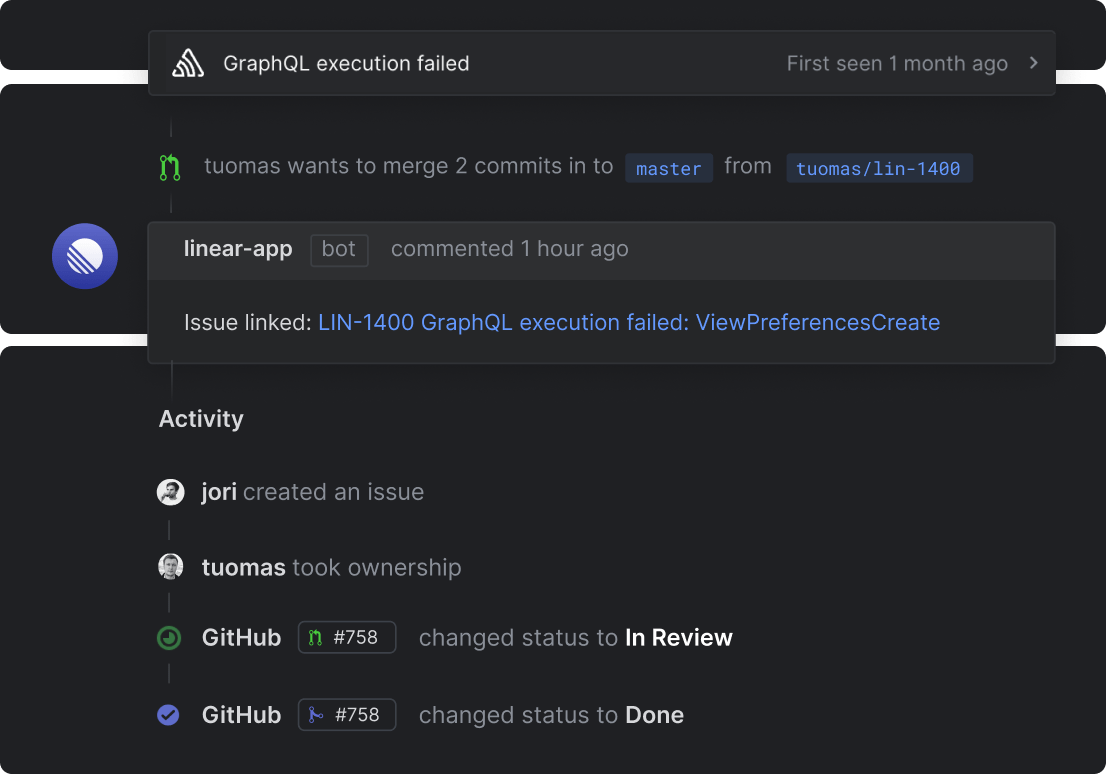 GraphQL execution failed First seen 1 month ago
tuomas wants to merge 2 commits in to master from tuomas/lin-1400
linear-app bot commented 1 hour ago
Issue linked: LIN-1400 GraphQL execution failed: ViewPreferencesCreate
Activity
jori created an issue
tuomas took ownership
GitHub #758 changed status to In Review
GitHub #758 changed status to Done